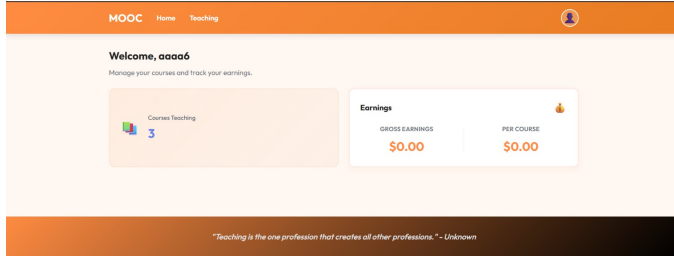 MOOC Home Teaching
Welcome, aaaa6
Manage your courses and track your earnings.
Courses Teaching
3
Earnings
GROSS EARNINGS PER COURSE
$0.00 $0.00
"Teaching is the one profession that creates all other professions." - Unknown